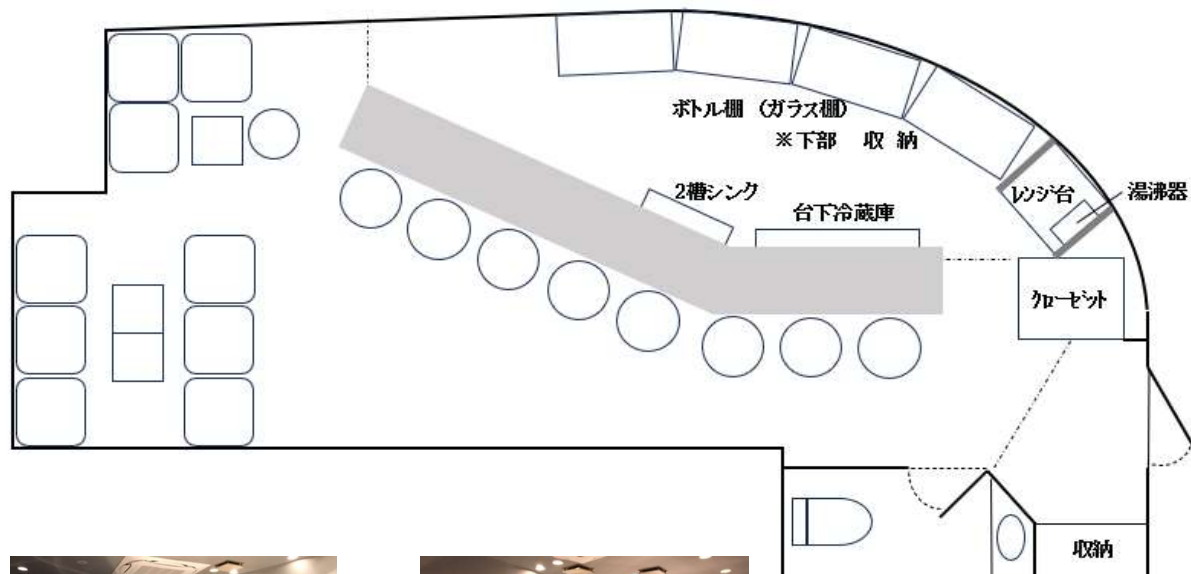 ボトル棚 (ガラス棚)
※下部 収納
2槽シンク
台下冷蔵庫
レンジ台
湯沸器
クローゼット
収納